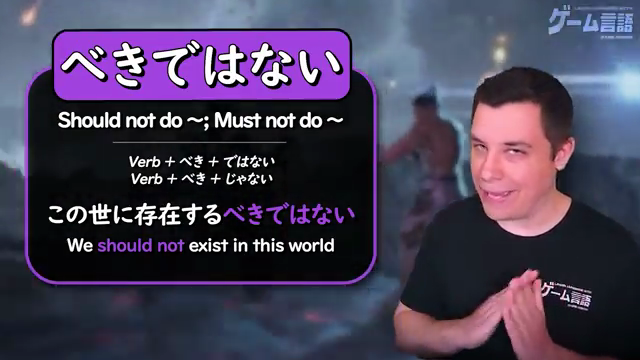 べきではない
Should not do ～; Must not do ～
Verb + べき + ではない
Verb + べき + じゃない
この世に存在するべきではない
We should not exist in this world
ゲーム言語
ゲーム言語